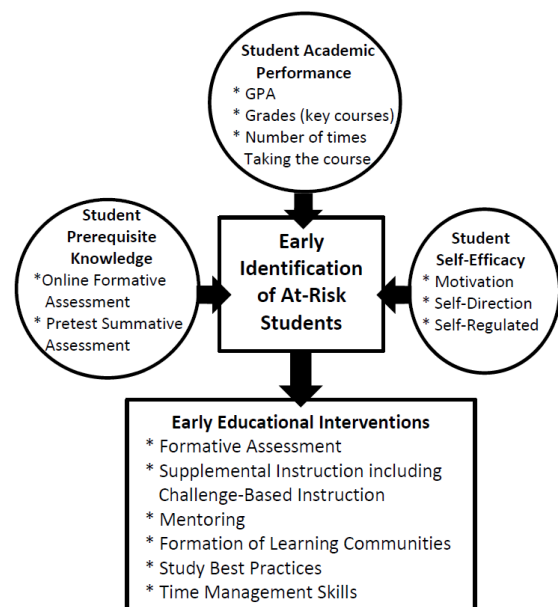 Student Academic
Performance
* GPA
* Grades (key courses)
* Number of times
Taking the course
Student
Prerequisite
Knowledge
*Online Formative
Assessment
* Pretest Summative
Assessment
Early
Identification
of At-Risk
Students
Student
Self-Efficacy
* Motivation
* Self-Direction
* Self-Regulated
Early Educational Interventions
* Formative Assessment
* Supplemental Instruction including
Challenge-Based Instruction
* Mentoring
* Formation of Learning Communities
* Study Best Practices
* Time Management Skills